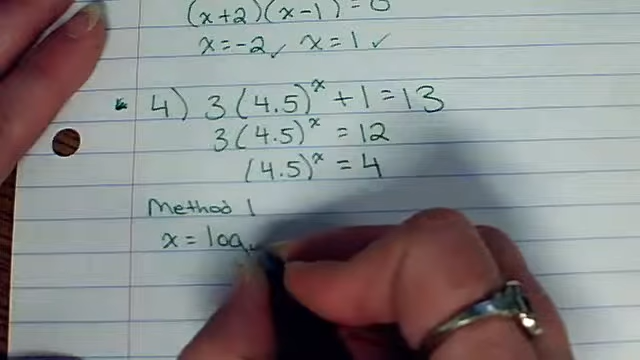 (x+2)(x-1) = 0
x = -2 ✓ x = 1 ✓
4) 3(4.5)^x + 1 = 13
3(4.5)^x = 12
(4.5)^x = 4
Method 1
x = log